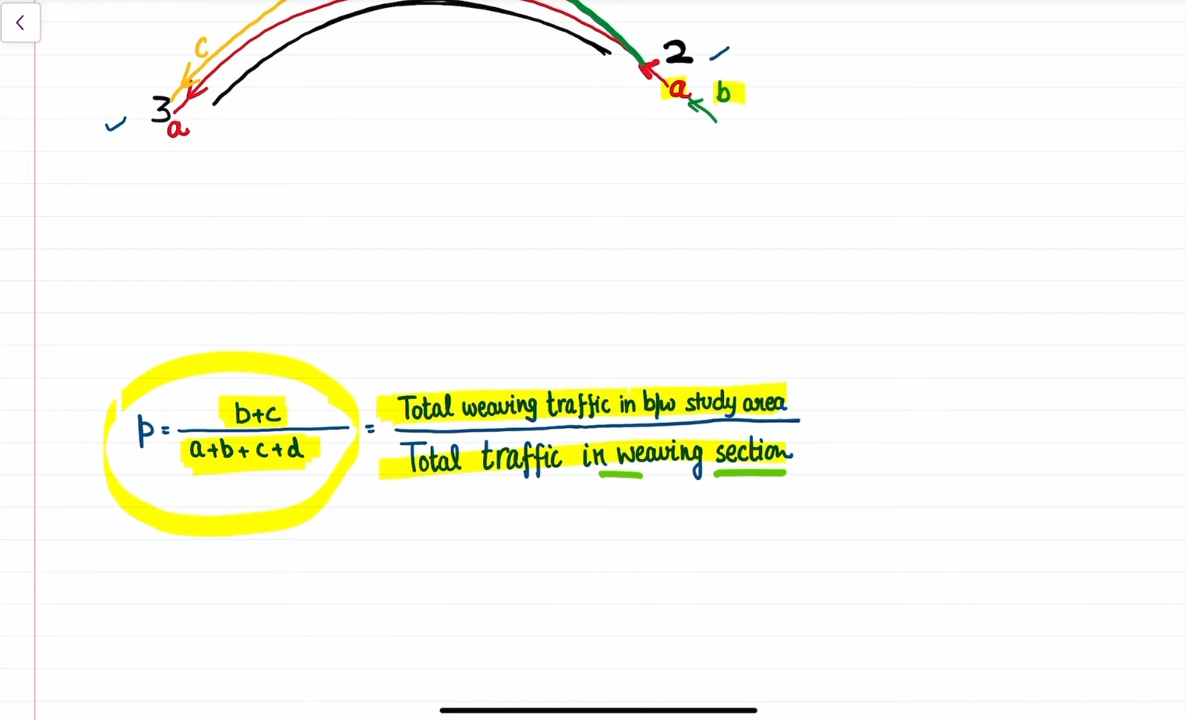 c
2
a b
3
a
p = b+c / a+b+c+d = Total weaving traffic in b/w study area / Total traffic in weaving section